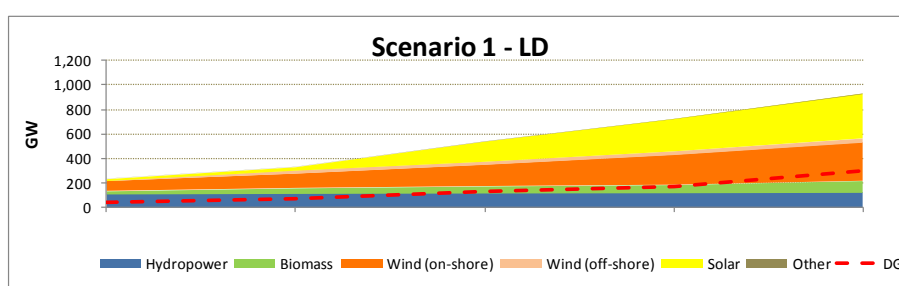 Scenario 1 - LD
1,200
1,000
800
600
400
200
0
GW
Hydropower Biomass Wind (on-shore) Wind (off-shore) Solar Other DG